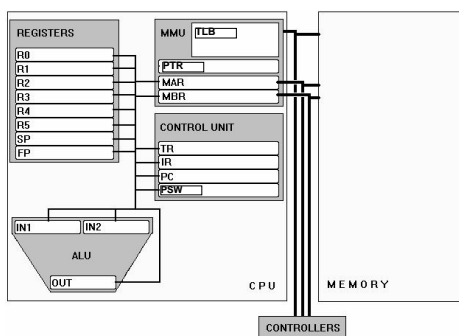 REGISTERS
R0
R1
R2
R3
R4
R5
SP
FP
MMU
TLB
PTR
MAR
MBR
CONTROL UNIT
TR
IR
PC
PSW
IN1
IN2
ALU
OUT
CPU
MEMORY
CONTROLLERS